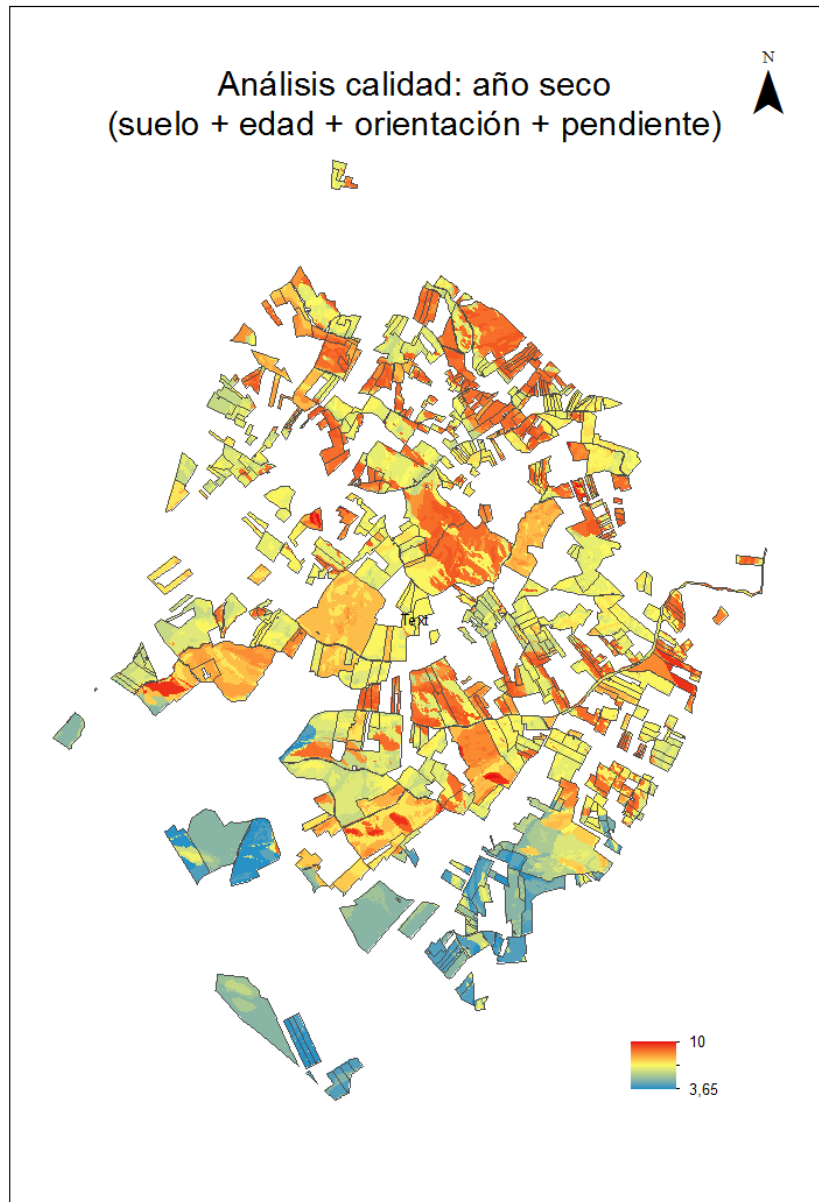 N
Análisis calidad: año seco
(suelo + edad + orientación + pendiente)
Text
10
3,65